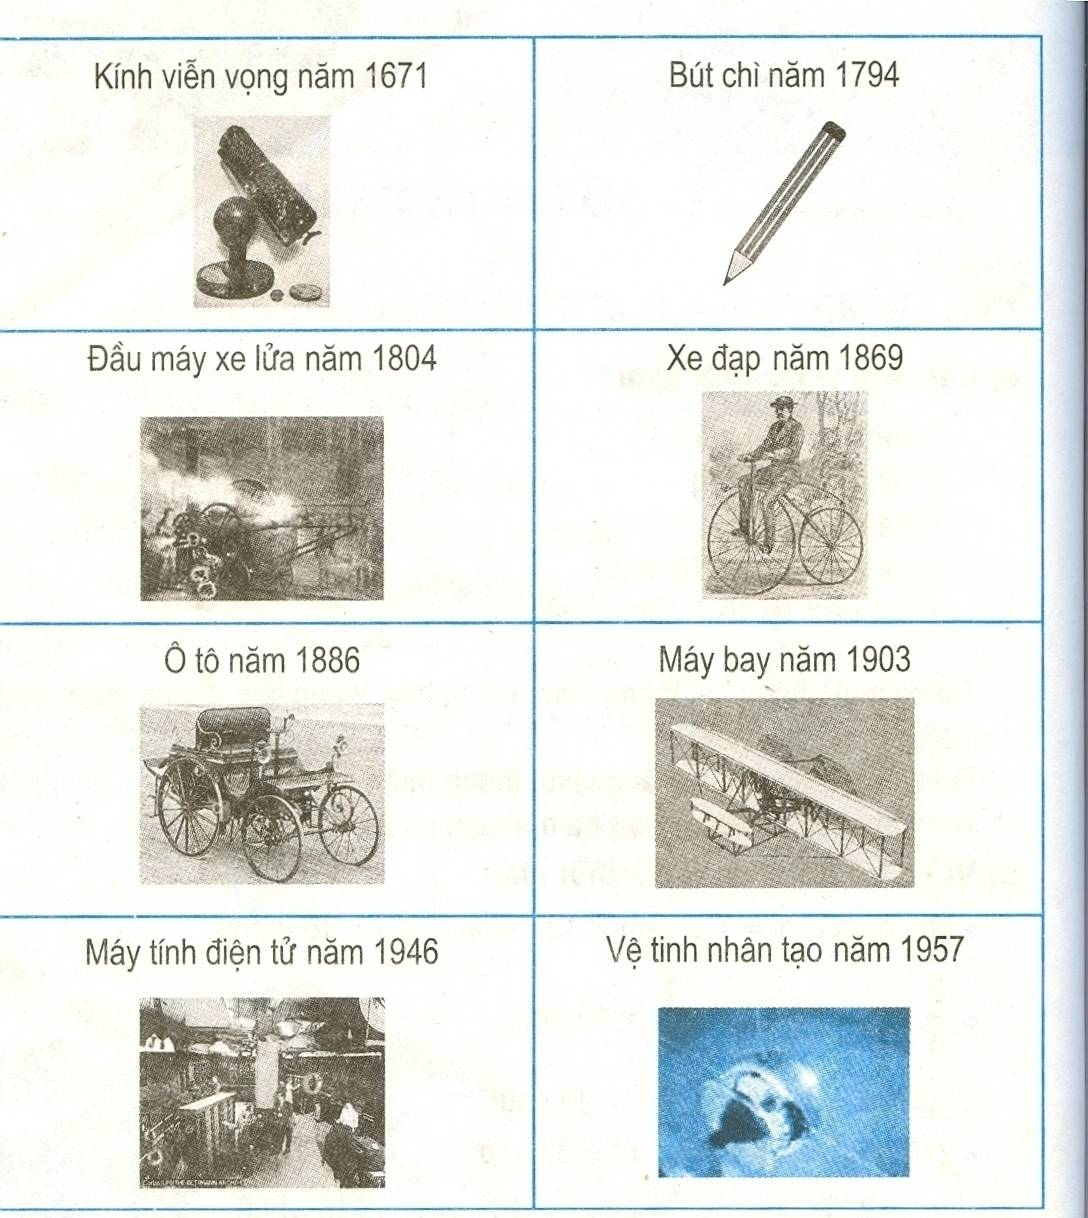 Kính viễn vọng năm 1671
Bút chì năm 1794
Đầu máy xe lửa năm 1804
Xe đạp năm 1869
Ô tô năm 1886
Máy bay năm 1903
Máy tính điện tử năm 1946
Vệ tinh nhân tạo năm 1957